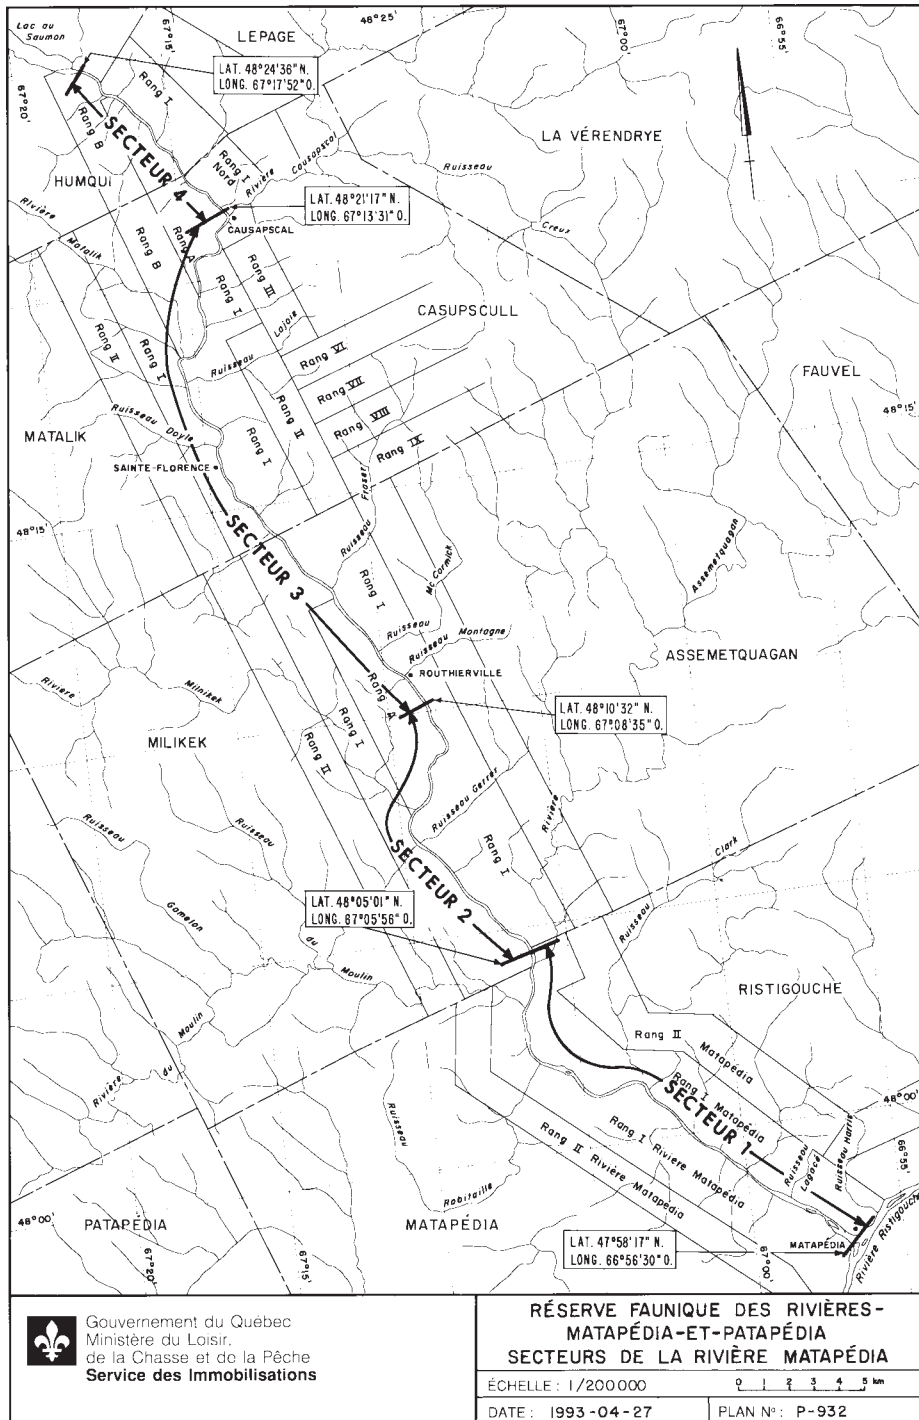 Lac au
Saumon
67°20'
67°15'
48°25'
67°00'
66°55'
LEPAGE
LAT. 48°24'36" N.
LONG. 67°17'52" O.
Rang I
Rang B
SECTEUR 4
Rang I
Nord
Rivière
Causapscal
HUMQUI
LA VÉRENDRYE
Ruisseau
Creux
LAT. 48°21'17" N.
LONG. 67°13'31" O.
CAUSAPSCAL
Rivière
Matalik
Rang B
Rang A
Rang I
Rang III
Lajoie
Ruisseau
CASUPSCULL
Rang II
Rang I
Rang VI
Rang VII
Rang VIII
Rang IX
Rang II
Rang I
FAUVEL
48°15'
MATALIK
Ruisseau Doyle
SAINTE-FLORENCE
48°15'
SECTEUR 3
Ruisseau
Fraser
Mc Cormick
Ruisseau
Rang I
Assemetquagan
Ruisseau Montagne
ROUTHIERVILLE
ASSEMETQUAGAN
Rivière
Milnikek
Rang A
Rang I
Rang II
LAT. 48°10'32" N.
LONG. 67°08'35" O.
MILIKEK
Ruisseau
Gamelon
Ruisseau
du
Moulin
Ruisseau Gerrer
Rivière
Rang I
Ruisseau
Clark
SECTEUR 2
LAT. 48°05'01" N.
LONG. 67°05'56" O.
Rivière
du
Moulin
RISTIGOUCHE
Rang II
Matapédia
Rang I Matapédia
SECTEUR 1
Rang I Rivière Matapédia
Rang II Rivière Matapédia
Ruisseau
Lagacé
Ruisseau Harris
48°00'
66°55'
Ruisseau
Robitaille
48°00'
PATAPÉDIA
MATAPÉDIA
LAT. 47°58'17" N.
LONG. 66°56'30" O.
MATAPÉDIA
Rivière Ristigouche
67°20'
67°15'
67°00'
Gouvernement du Québec
Ministère du Loisir,
de la Chasse et de la Pêche
Service des Immobilisations
RÉSERVE FAUNIQUE DES RIVIÈRES-
MATAPÉDIA-ET-PATAPÉDIA
SECTEURS DE LA RIVIÈRE MATAPÉDIA
ÉCHELLE : 1/200000
0 1 2 3 4 5 km
DATE : 1993-04-27
PLAN N° : P-932